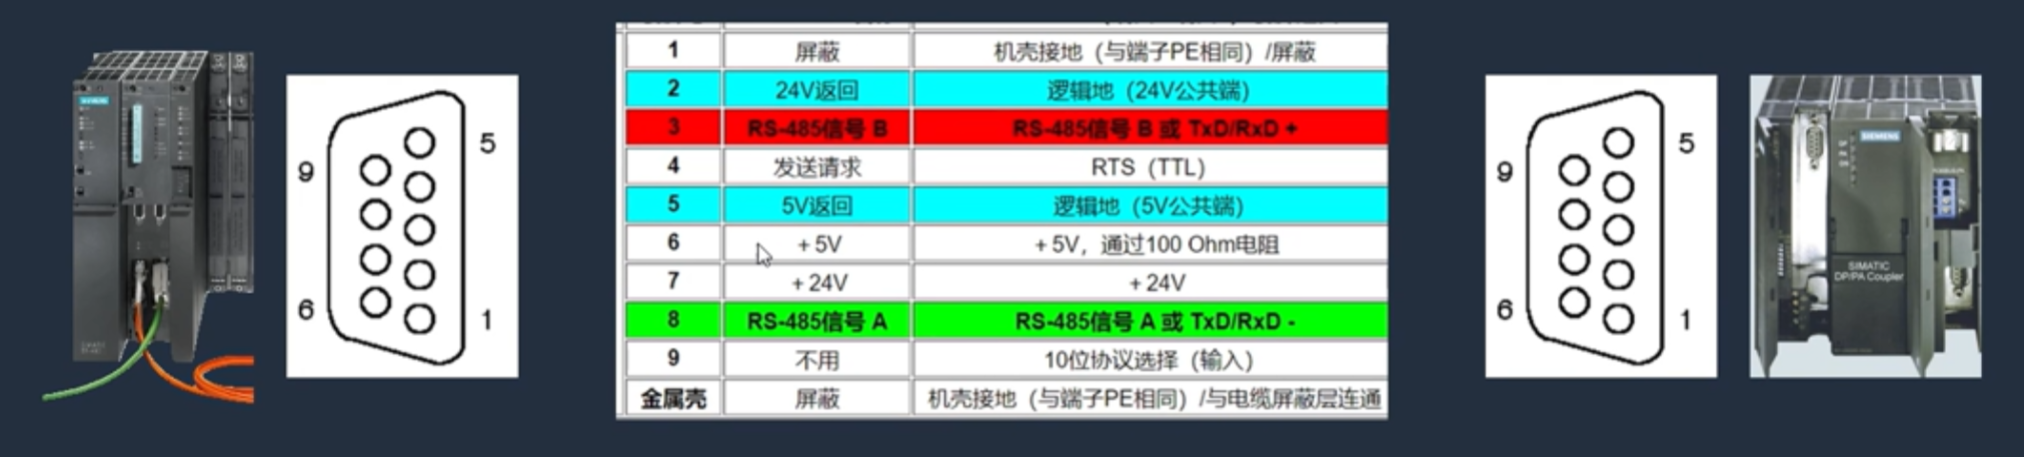 SIEMENS
9
5
6
1
1 屏蔽 机壳接地（与端子PE相同）/屏蔽
2 24V返回 逻辑地（24V公共端）
3 RS-485信号 B RS-485信号 B 或 TxD/RxD +
4 发送请求 RTS（TTL）
5 5V返回 逻辑地（5V公共端）
6 + 5V + 5V，通过100 Ohm电阻
7 + 24V + 24V
8 RS-485信号 A RS-485信号 A 或 TxD/RxD -
9 不用 10位协议选择（输入）
金属壳 屏蔽 机壳接地（与端子PE相同）/与电缆屏蔽层连通
9
5
6
1
SIEMENS
SIMATIC
DP/PA Coupler